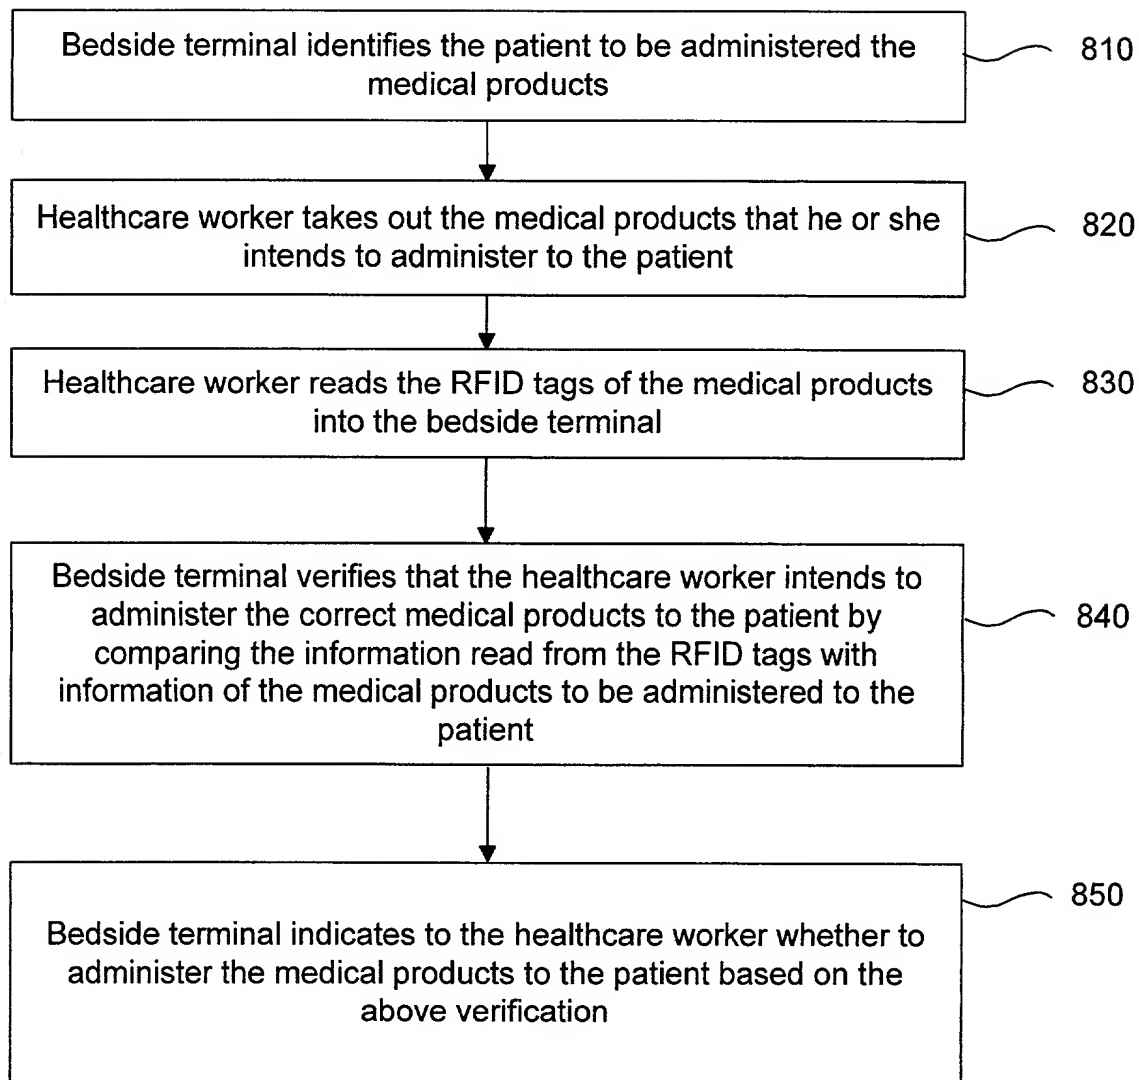 Bedside terminal identifies the patient to be administered the
medical products
810
Healthcare worker takes out the medical products that he or she
intends to administer to the patient
820
Healthcare worker reads the RFID tags of the medical products
into the bedside terminal
830
Bedside terminal verifies that the healthcare worker intends to
administer the correct medical products to the patient by
comparing the information read from the RFID tags with
information of the medical products to be administered to the
patient
840
Bedside terminal indicates to the healthcare worker whether to
administer the medical products to the patient based on the
above verification
850